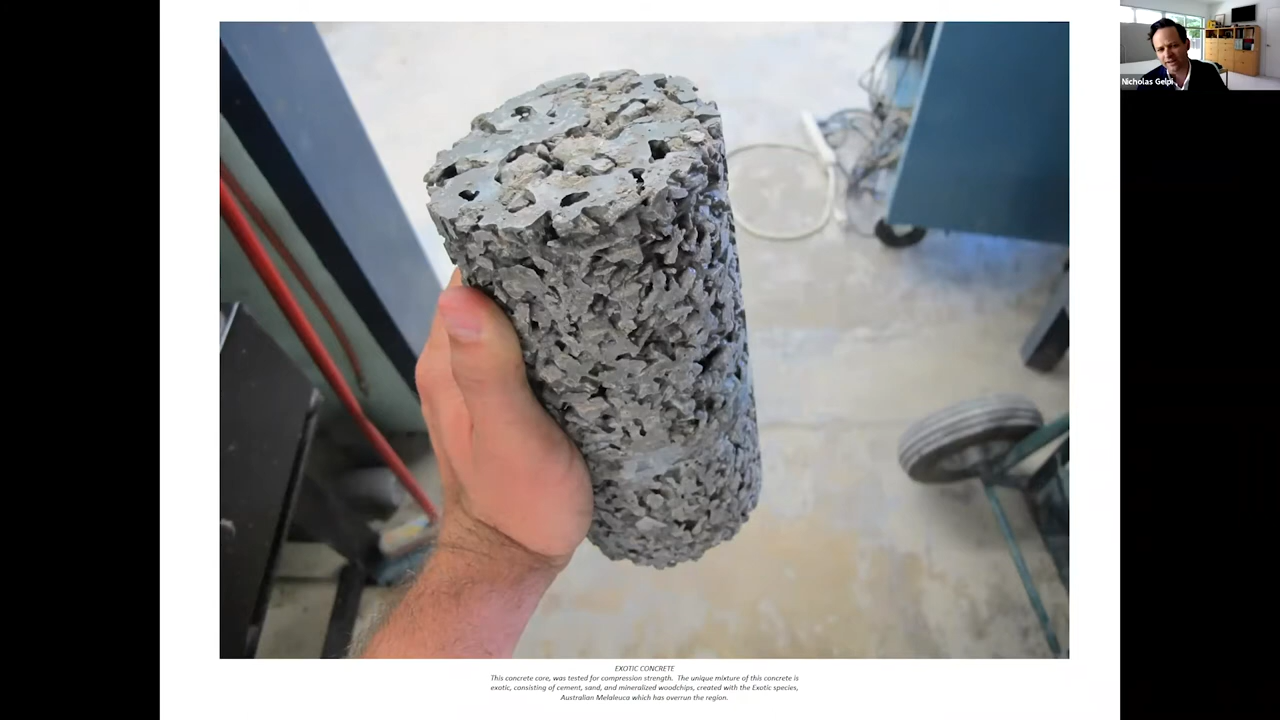 Nicholas Gelpi
EXOTIC CONCRETE
This concrete core, was tested for compression strength. The unique mixture of this concrete is
exotic, consisting of cement, sand, and mineralized woodchips, created with the Exotic species,
Australian Melaleuca which has overrun the region.